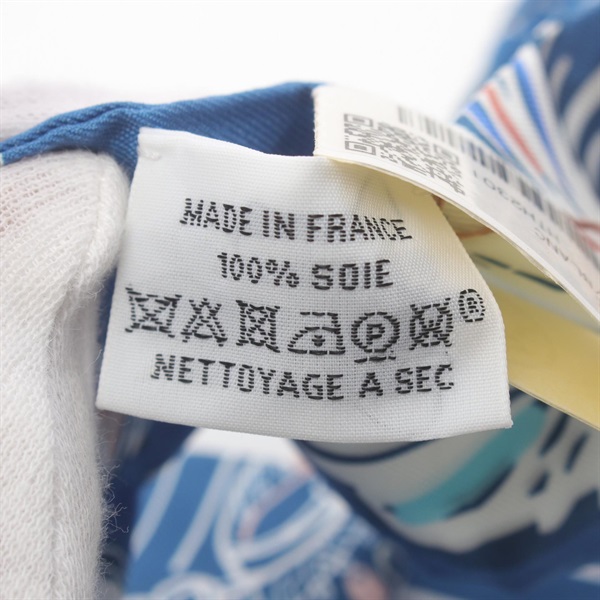 MADE IN FRANCE
100% SOIE
P ®
NETTOYAGE A SEC